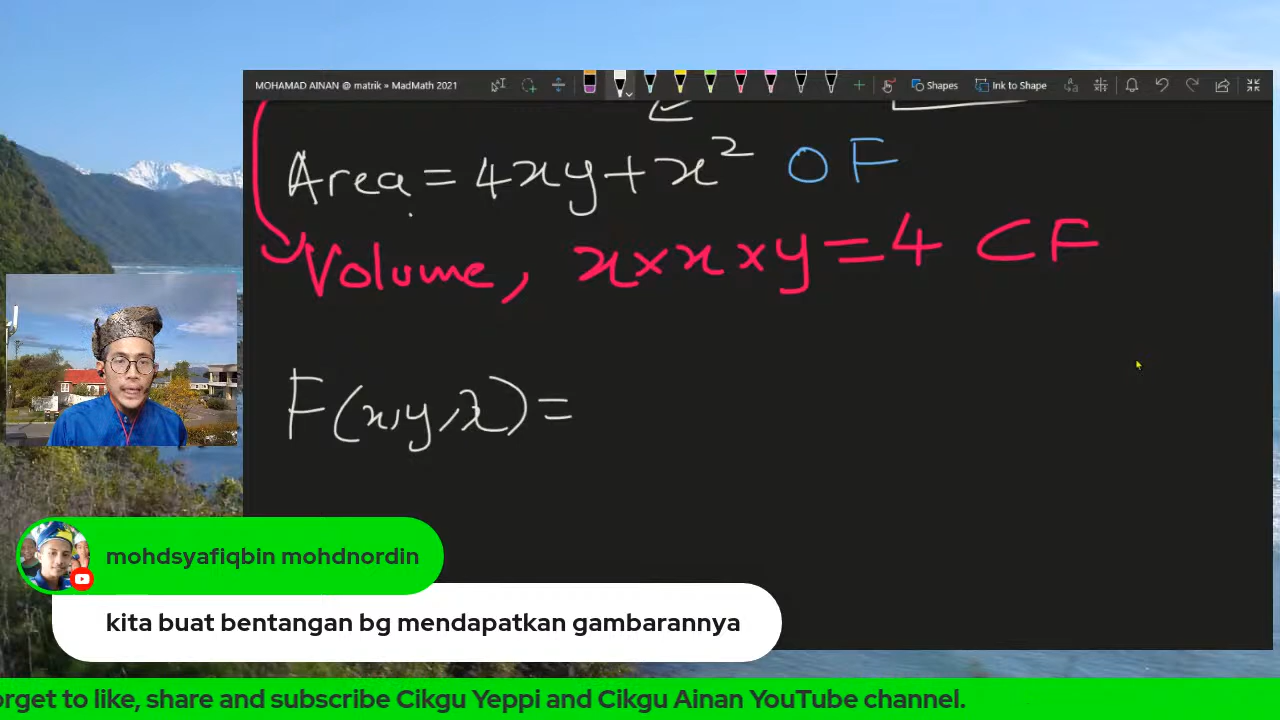 MOHAMAD AINAN @ matrik » MadMath 2021
Shapes
Ink to Shape
Area = 4xy + x² OF
Volume, x × x × y = 4 CF
F(x, y, λ) =
mohdsyafiqbin mohdnordin
kita buat bentangan bg mendapatkan gambarannya
to like, share and subscribe Cikgu Yeppi and Cikgu Ainan YouTube channel.